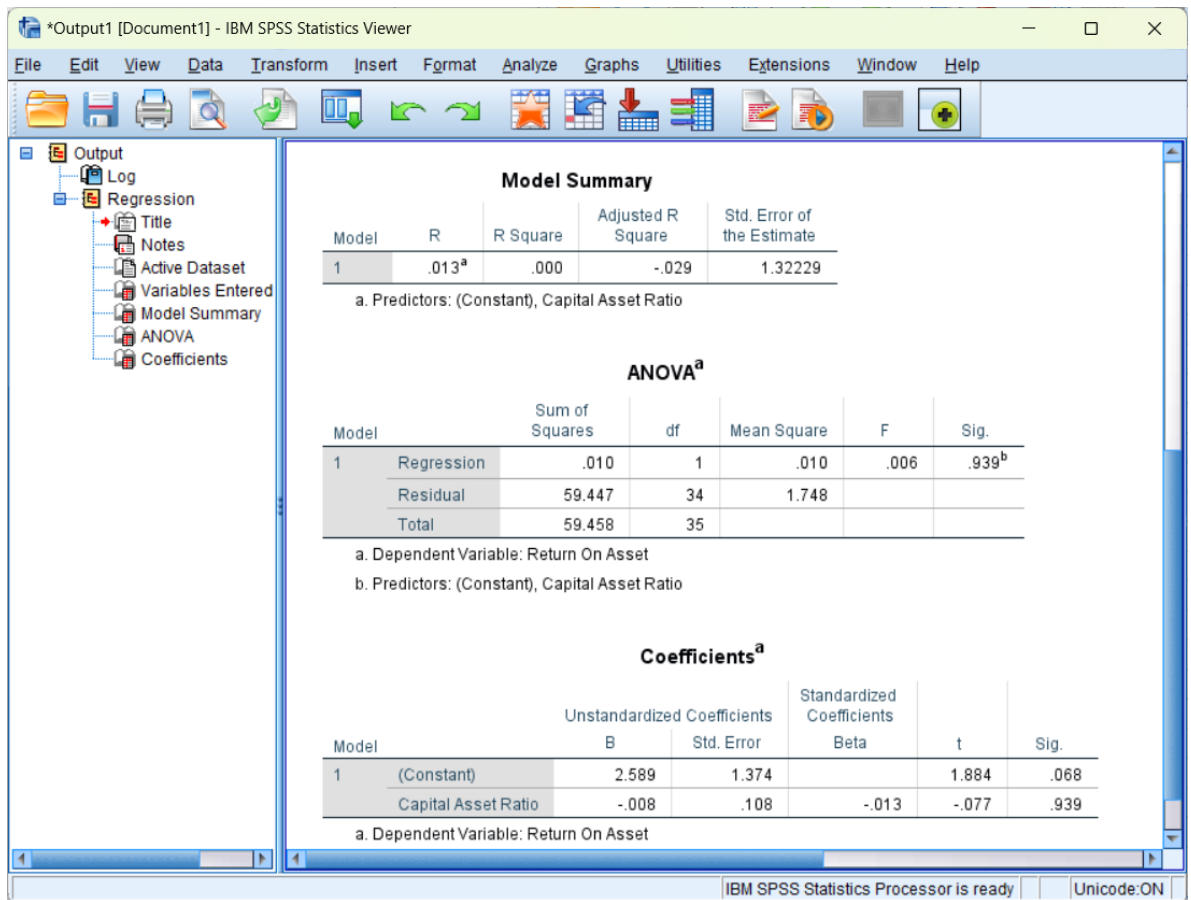 *Output1 [Document1] - IBM SPSS Statistics Viewer
File Edit View Data Transform Insert Format Analyze Graphs Utilities Extensions Window Help
Output
Log
Regression
Title
Notes
Active Dataset
Variables Entered
Model Summary
ANOVA
Coefficients
Model Summary
Model R R Square Adjusted R Square Std. Error of the Estimate
1 .013a .000 -.029 1.32229
a. Predictors: (Constant), Capital Asset Ratio
ANOVAa
Model Sum of Squares df Mean Square F Sig.
1 Regression .010 1 .010 .006 .939b
Residual 59.447 34 1.748
Total 59.458 35
a. Dependent Variable: Return On Asset
b. Predictors: (Constant), Capital Asset Ratio
Coefficientsa
Unstandardized Coefficients Standardized Coefficients
Model B Std. Error Beta t Sig.
1 (Constant) 2.589 1.374 1.884 .068
Capital Asset Ratio -.008 .108 -.013 -.077 .939
a. Dependent Variable: Return On Asset
IBM SPSS Statistics Processor is ready Unicode:ON